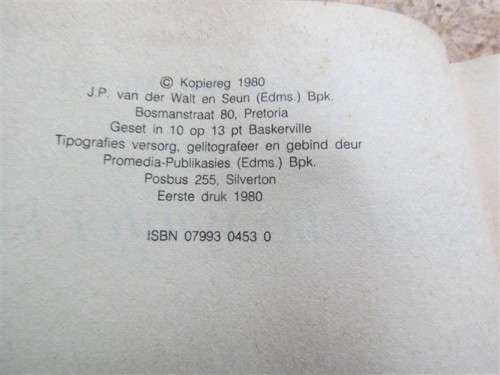 © Kopiereg 1980
J.P. van der Walt en Seun (Edms.) Bpk.
Bosmanstraat 80, Pretoria
Geset in 10 op 13 pt Baskerville
Tipografies versorg, gelitografeer en gebind deur
Promedia-Publikasies (Edms.) Bpk.
Posbus 255, Silverton
Eerste druk 1980
ISBN 07993 0453 0